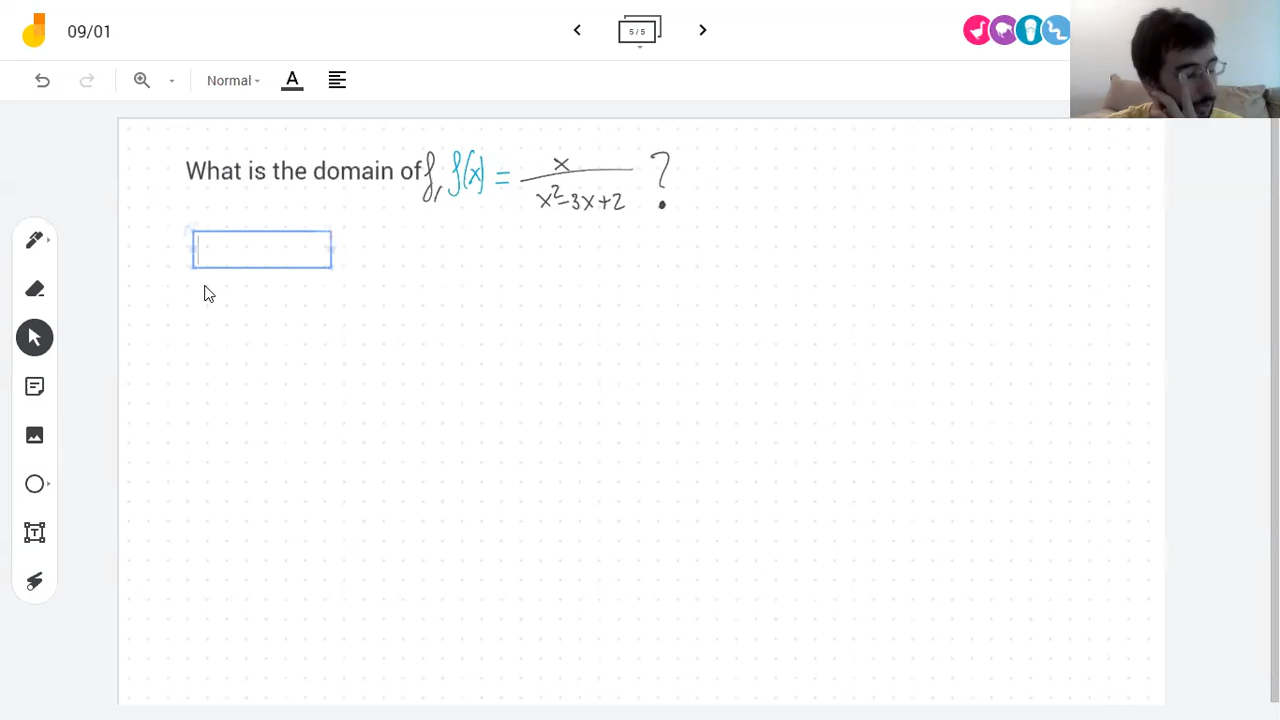 09/01
5 / 5
Normal
A
What is the domain of f, f(x) = x / (x²-3x+2) ?
T